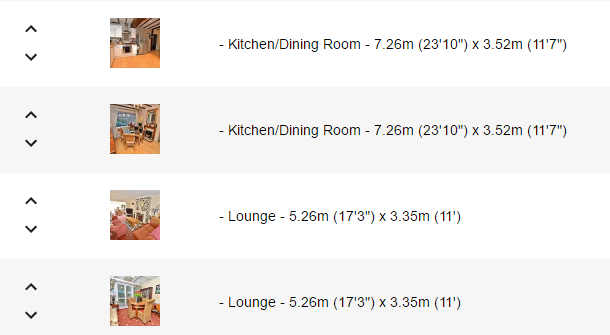 - Kitchen/Dining Room - 7.26m (23'10") x 3.52m (11'7")
- Kitchen/Dining Room - 7.26m (23'10") x 3.52m (11'7")
- Lounge - 5.26m (17'3") x 3.35m (11')
- Lounge - 5.26m (17'3") x 3.35m (11')